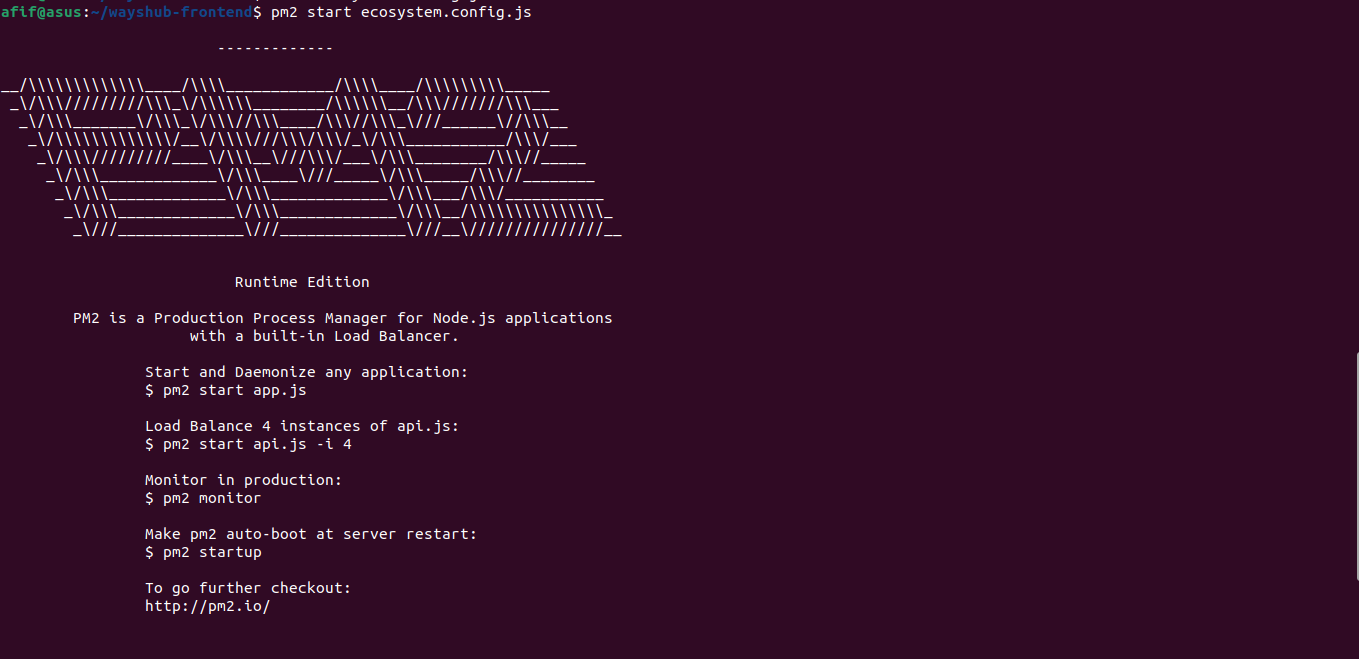 afif@asus:~/wayshub-frontend$ pm2 start ecosystem.config.js
-------------
__/\\\\\\\\\\\\\____/\\\\____________/\\\\____/\\\\\\\\\_____
_\/\\\/////////\\\_\/\\\\\\________/\\\\\\__/\\\///////\\\___
_\/\\\_______\/\\\_\/\\\//\\\____/\\\//\\\_\///______\//\\\__
_\/\\\\\\\\\\\\\/__\/\\\\///\\\/\\\/_\/\\\___________/\\\/___
_\/\\\/////////____\/\\\__\///\\\/___\/\\\________/\\\//_____
_\/\\\_____________\/\\\____\///_____\/\\\_____/\\\//________
_\/\\\_____________\/\\\_____________\/\\\___/\\\/___________
_\/\\\_____________\/\\\_____________\/\\\__/\\\\\\\\\\\\\\\_
_\///______________\///______________\///__\///////////////__
Runtime Edition
PM2 is a Production Process Manager for Node.js applications
with a built-in Load Balancer.
Start and Daemonize any application:
$ pm2 start app.js
Load Balance 4 instances of api.js:
$ pm2 start api.js -i 4
Monitor in production:
$ pm2 monitor
Make pm2 auto-boot at server restart:
$ pm2 startup
To go further checkout:
http://pm2.io/